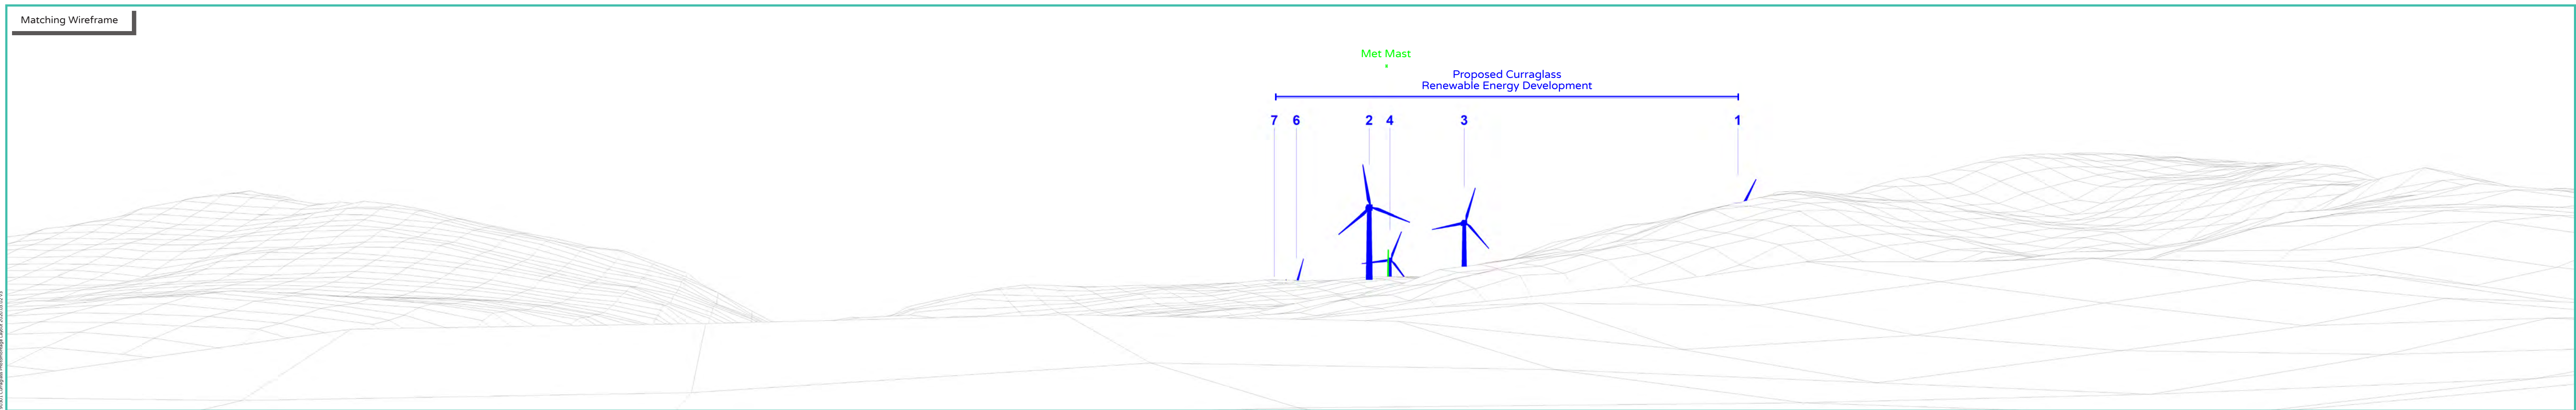 Matching Wireframe
Met Mast
Proposed Curraglass
Renewable Energy Development
7 6 2 4 3 1